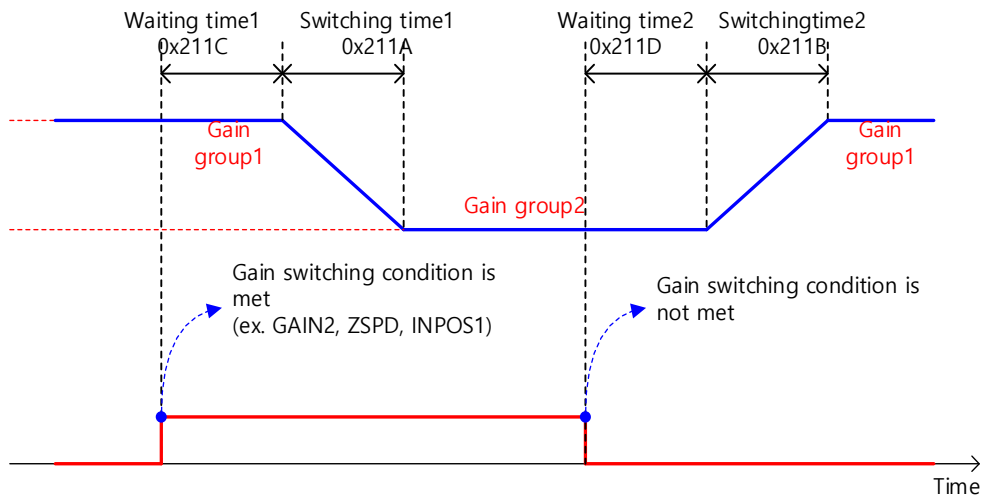 Waiting time1
0x211C
Switching time1
0x211A
Waiting time2
0x211D
Switchingtime2
0x211B
Gain
group1
Gain group2
Gain
group1
Gain switching condition is
met
(ex. GAIN2, ZSPD, INPOS1)
Gain switching condition is
not met
Time